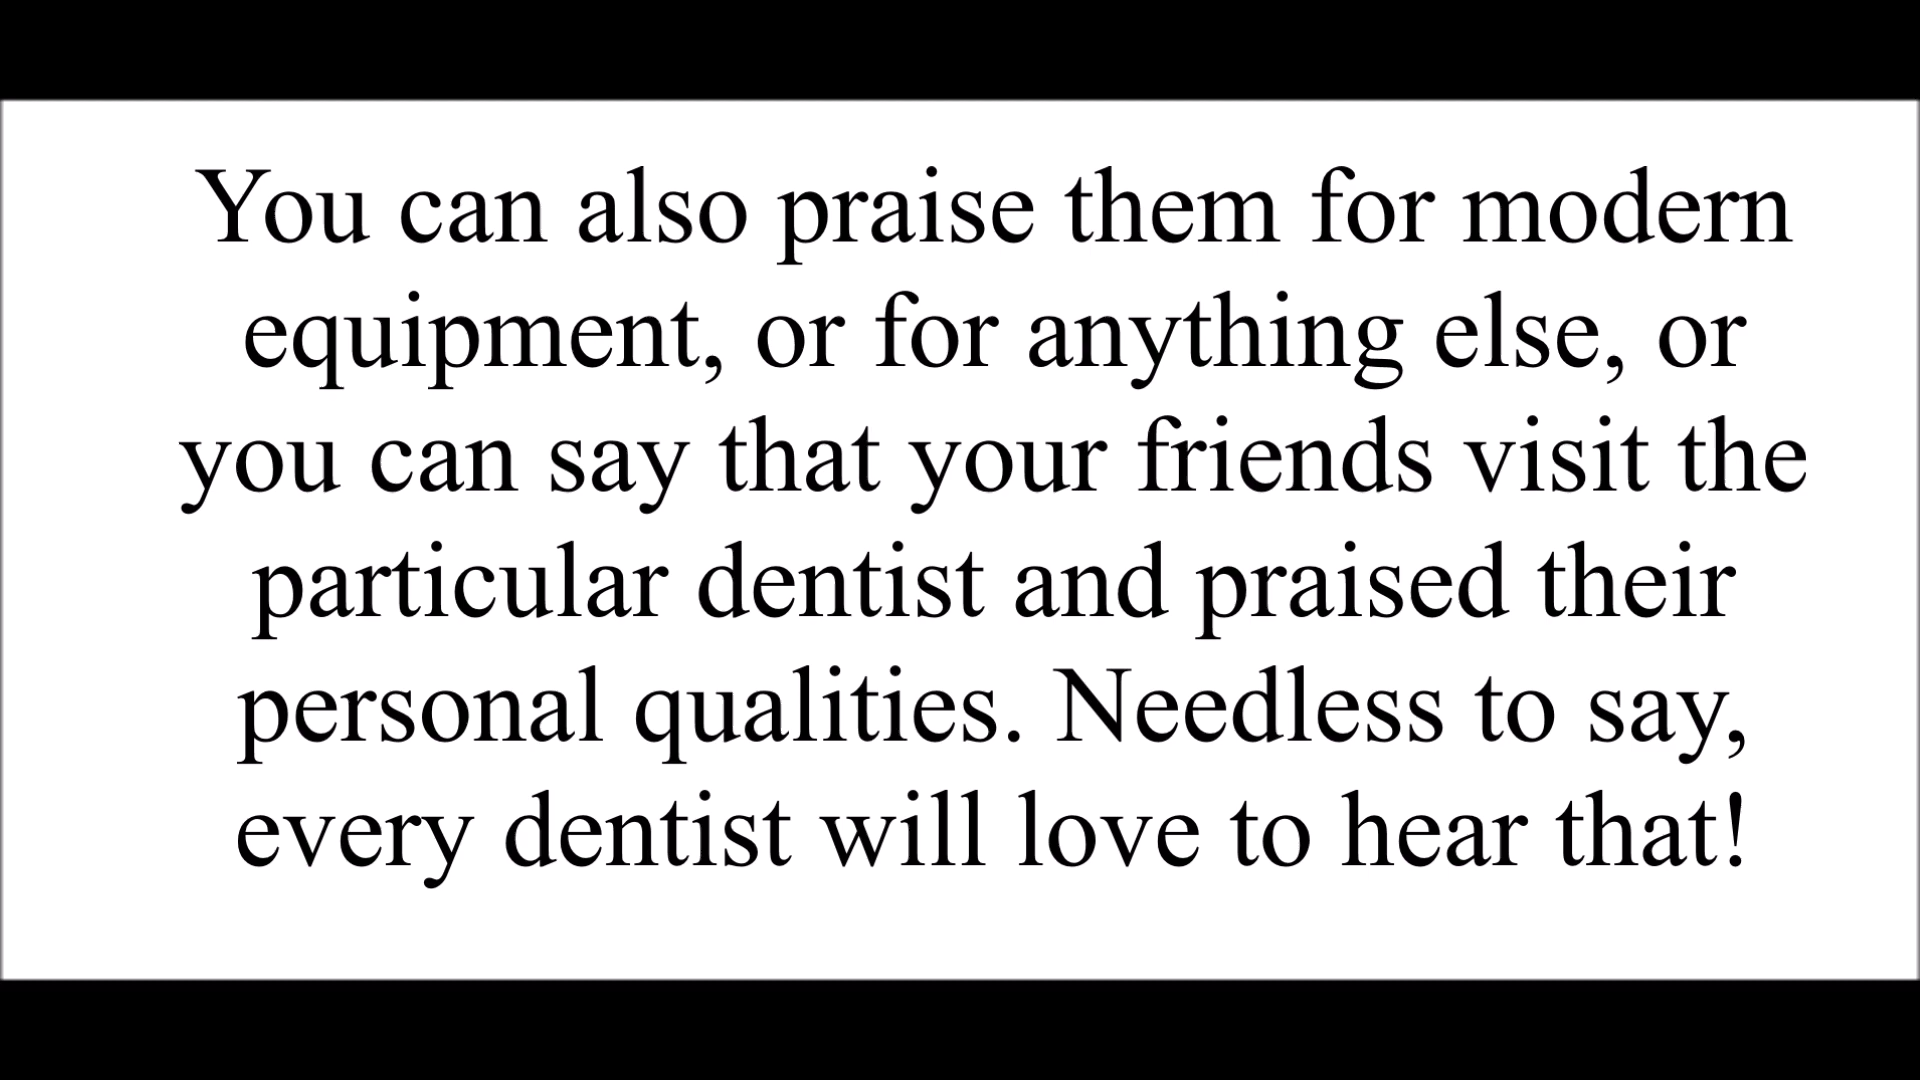 You can also praise them for modern
equipment, or for anything else, or
you can say that your friends visit the
particular dentist and praised their
personal qualities. Needless to say,
every dentist will love to hear that!